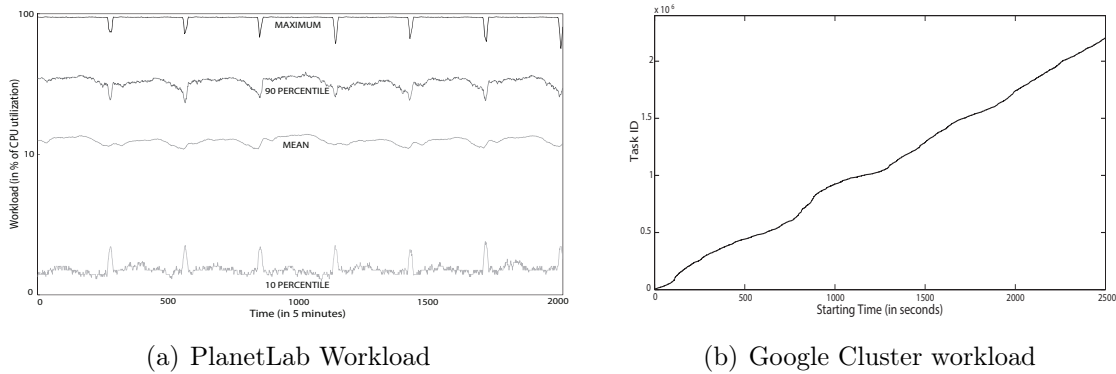 100
MAXIMUM
90 PERCENTILE
MEAN
10
10 PERCENTILE
0
Workload (in % of CPU utilization)
0 500 1000 1500 2000
Time (in 5 minutes)
x 10⁶
2
1.5
1
0.5
0
Task ID
0 500 1000 1500 2000 2500
Starting Time (in seconds)
(a) PlanetLab Workload
(b) Google Cluster workload